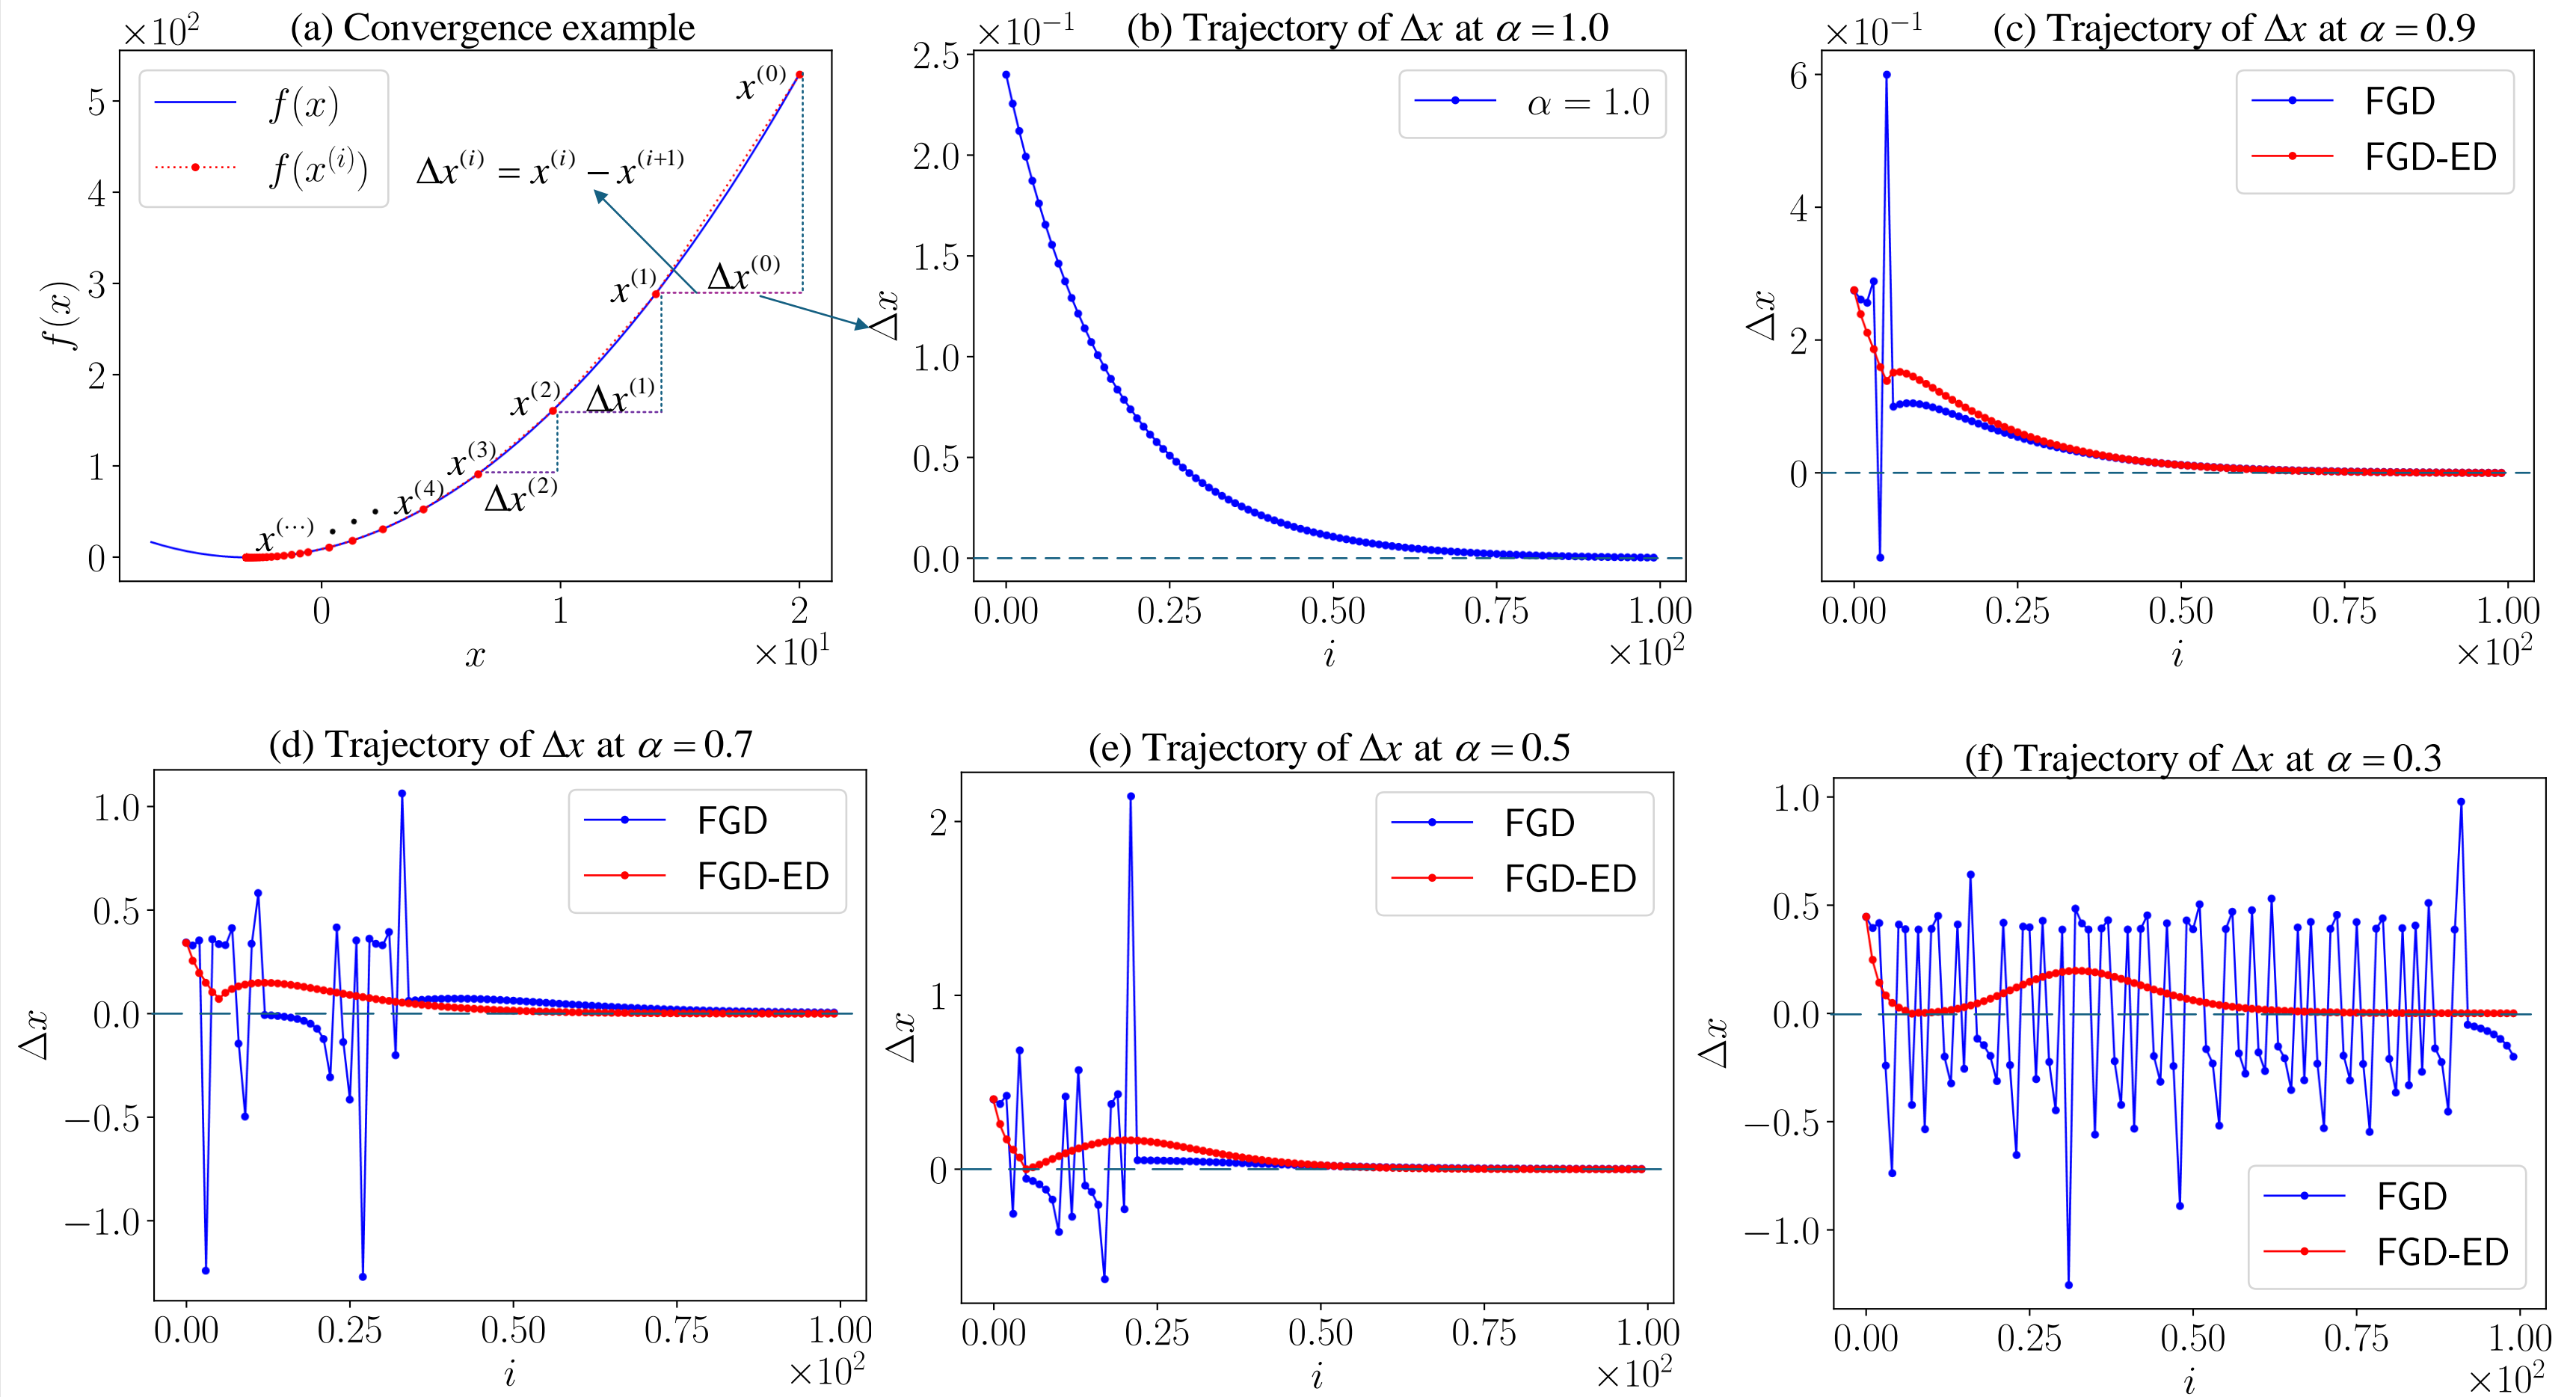 (a) Convergence example
×10²
f(x)
f(x⁽ⁱ⁾)
Δx⁽ⁱ⁾ = x⁽ⁱ⁾ − x⁽ⁱ⁺¹⁾
x⁽⁰⁾
Δx⁽⁰⁾
x⁽¹⁾
Δx⁽¹⁾
x⁽²⁾
Δx⁽²⁾
x⁽³⁾
x⁽⁴⁾
x⁽···⁾
5
4
3
2
1
0
f(x)
0 1 2
x
×10¹
(b) Trajectory of Δx at α = 1.0
×10⁻¹
α = 1.0
2.5
2.0
1.5
1.0
0.5
0.0
Δx
0.00 0.25 0.50 0.75 1.00
i
×10²
(c) Trajectory of Δx at α = 0.9
×10⁻¹
FGD
FGD-ED
6
4
2
0
Δx
0.00 0.25 0.50 0.75 1.00
i
×10²
(d) Trajectory of Δx at α = 0.7
FGD
FGD-ED
1.0
0.5
0.0
−0.5
−1.0
Δx
0.00 0.25 0.50 0.75 1.00
i
×10²
(e) Trajectory of Δx at α = 0.5
FGD
FGD-ED
2
1
0
Δx
0.00 0.25 0.50 0.75 1.00
i
×10²
(f) Trajectory of Δx at α = 0.3
1.0
0.5
0.0
−0.5
−1.0
Δx
FGD
FGD-ED
0.00 0.25 0.50 0.75 1.00
i
×10²